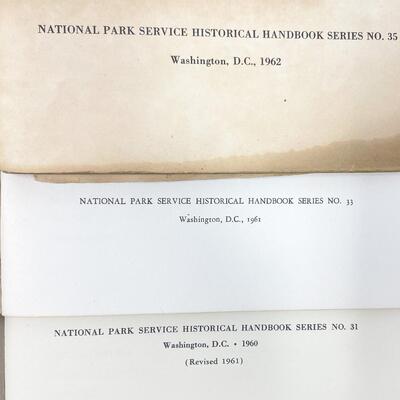 NATIONAL PARK SERVICE HISTORICAL HANDBOOK SERIES NO. 35
Washington, D.C., 1962
NATIONAL PARK SERVICE HISTORICAL HANDBOOK SERIES NO. 33
Washington, D.C., 1961
NATIONAL PARK SERVICE HISTORICAL HANDBOOK SERIES NO. 31
Washington, D.C. • 1960
(Revised 1961)